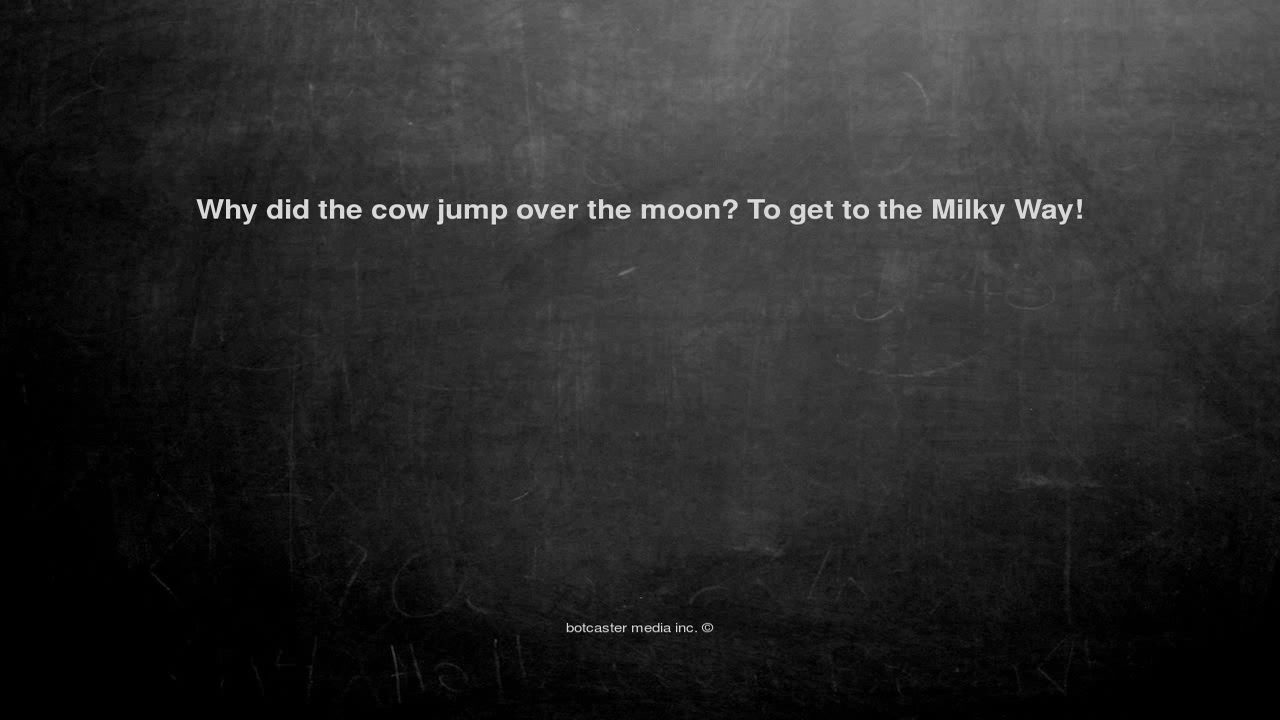 Why did the cow jump over the moon? To get to the Milky Way!
botcaster media inc. ©